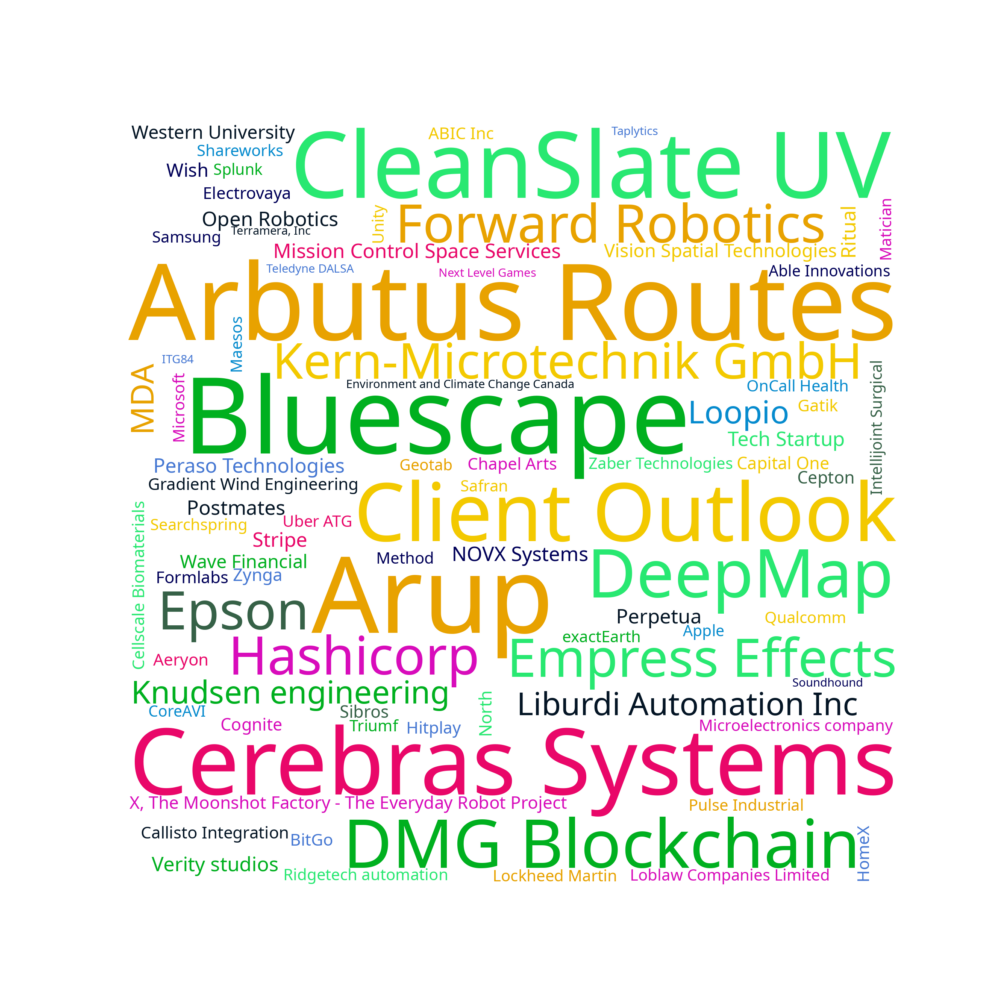 Western University
CleanSlate UV
ABIC Inc
Taplytics
Shareworks
Wish
Splunk
Electrovaya
Open Robotics
Terramera, Inc
Samsung
Unity
Forward Robotics
Ritual
Matician
Mission Control Space Services
Vision Spatial Technologies
Teledyne DALSA
Next Level Games
Able Innovations
Arbutus Routes
Maesos
ITG84
Kern-Microtechnik GmbH
MDA
Microsoft
Environment and Climate Change Canada
OnCall Health
Intellijoint Surgical
Bluescape
Loopio
Gatik
Tech Startup
Peraso Technologies
Geotab
Chapel Arts
Zaber Technologies
Capital One
Cepton
Gradient Wind Engineering
Safran
Postmates
Client Outlook
Searchspring
Uber ATG
Stripe
Cellscale Biomaterials
Wave Financial
Method
NOVX Systems
Formlabs
Zynga
DeepMap
Epson
Arup
Perpetua
Qualcomm
exactEarth
Apple
Aeryon
Hashicorp
Empress Effects
Soundhound
Knudsen engineering
Liburdi Automation Inc
North
CoreAVI
Sibros
Cognite
Triumf
Hitplay
Microelectronics company
Cerebras Systems
X, The Moonshot Factory - The Everyday Robot Project
Pulse Industrial
Callisto Integration
BitGo
DMG Blockchain
HomeX
Verity studios
Ridgetech automation
Lockheed Martin
Loblaw Companies Limited